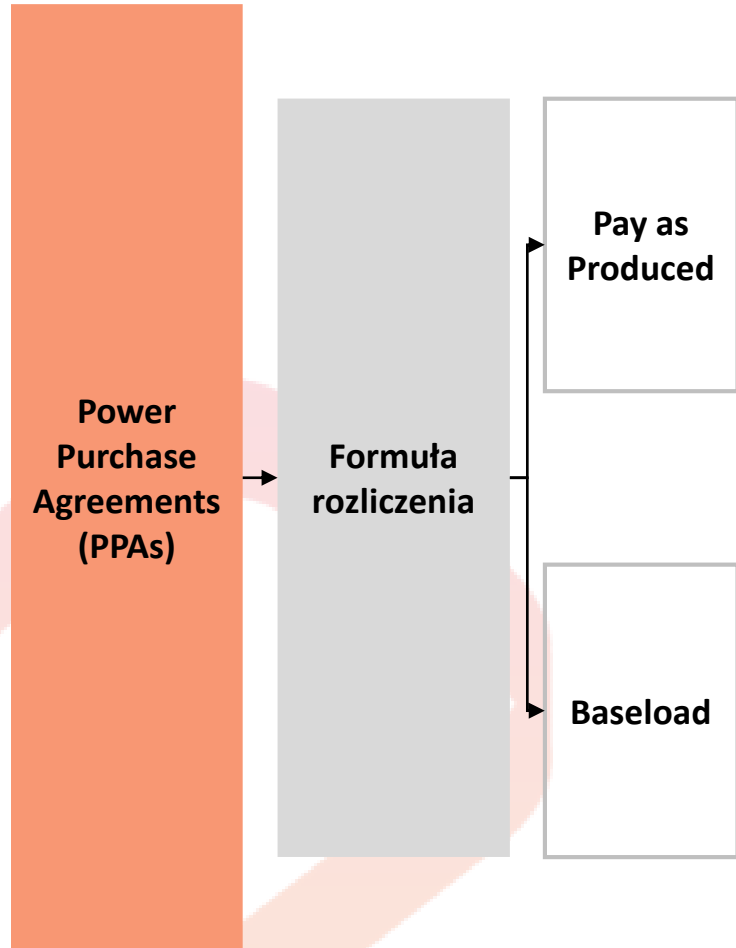 Power
Purchase
Agreements
(PPAs)
Formuła
rozliczenia
Pay as
Produced
Baseload